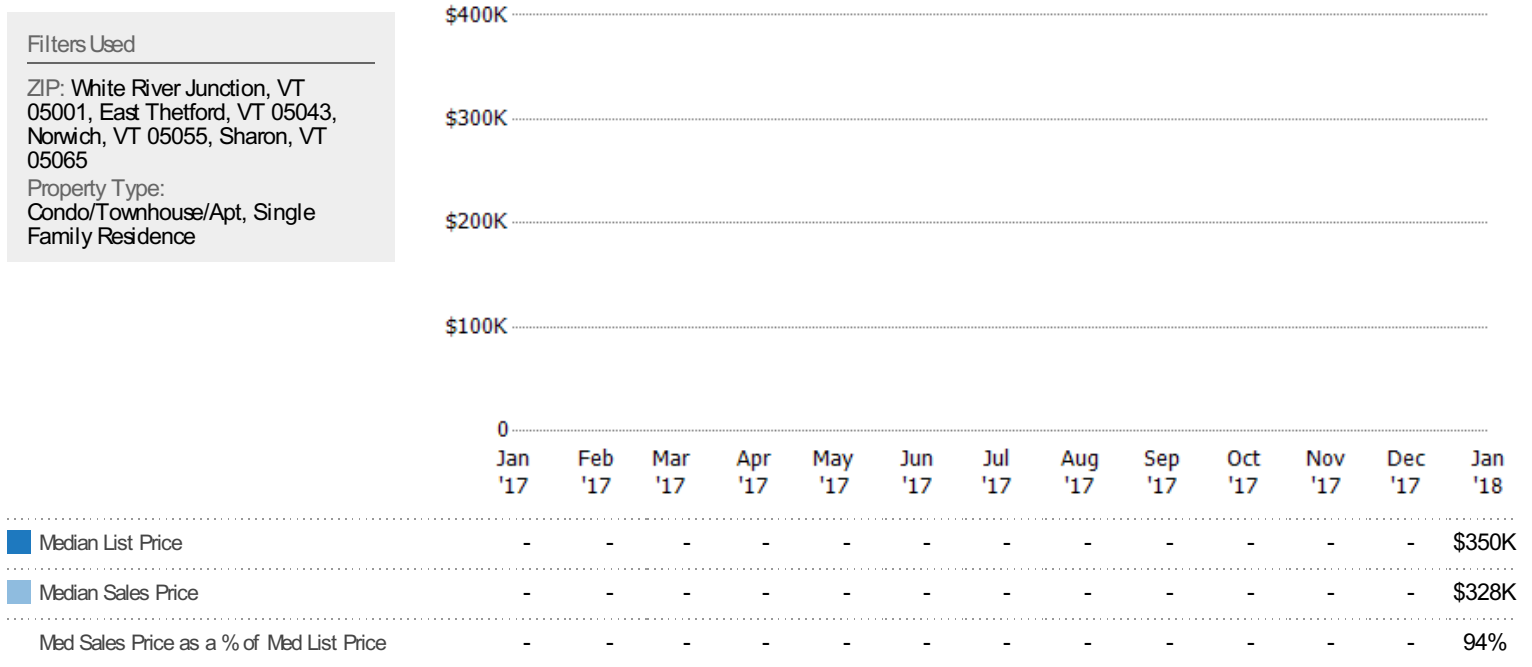 Filters Used
ZIP: White River Junction, VT
05001, East Thetford, VT 05043,
Norwich, VT 05055, Sharon, VT
05065
Property Type:
Condo/Townhouse/Apt, Single
Family Residence
$400K
$300K
$200K
$100K
0
Jan Feb Mar Apr May Jun Jul Aug Sep Oct Nov Dec Jan
'17 '17 '17 '17 '17 '17 '17 '17 '17 '17 '17 '17 '18
Median List Price - - - - - - - - - - - - $350K
Median Sales Price - - - - - - - - - - - - $328K
Med Sales Price as a % of Med List Price - - - - - - - - - - - - 94%